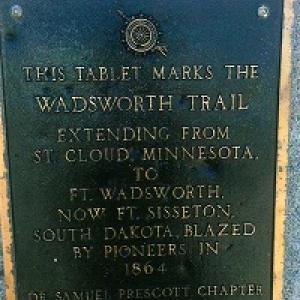 THIS TABLET MARKS THE
WADSWORTH TRAIL
EXTENDING FROM
ST. CLOUD, MINNESOTA,
TO
FT. WADSWORTH,
NOW FT. SISSETON,
SOUTH DAKOTA, BLAZED
BY PIONEERS IN
1864
DR. SAMUEL PRESCOTT CHAPTER